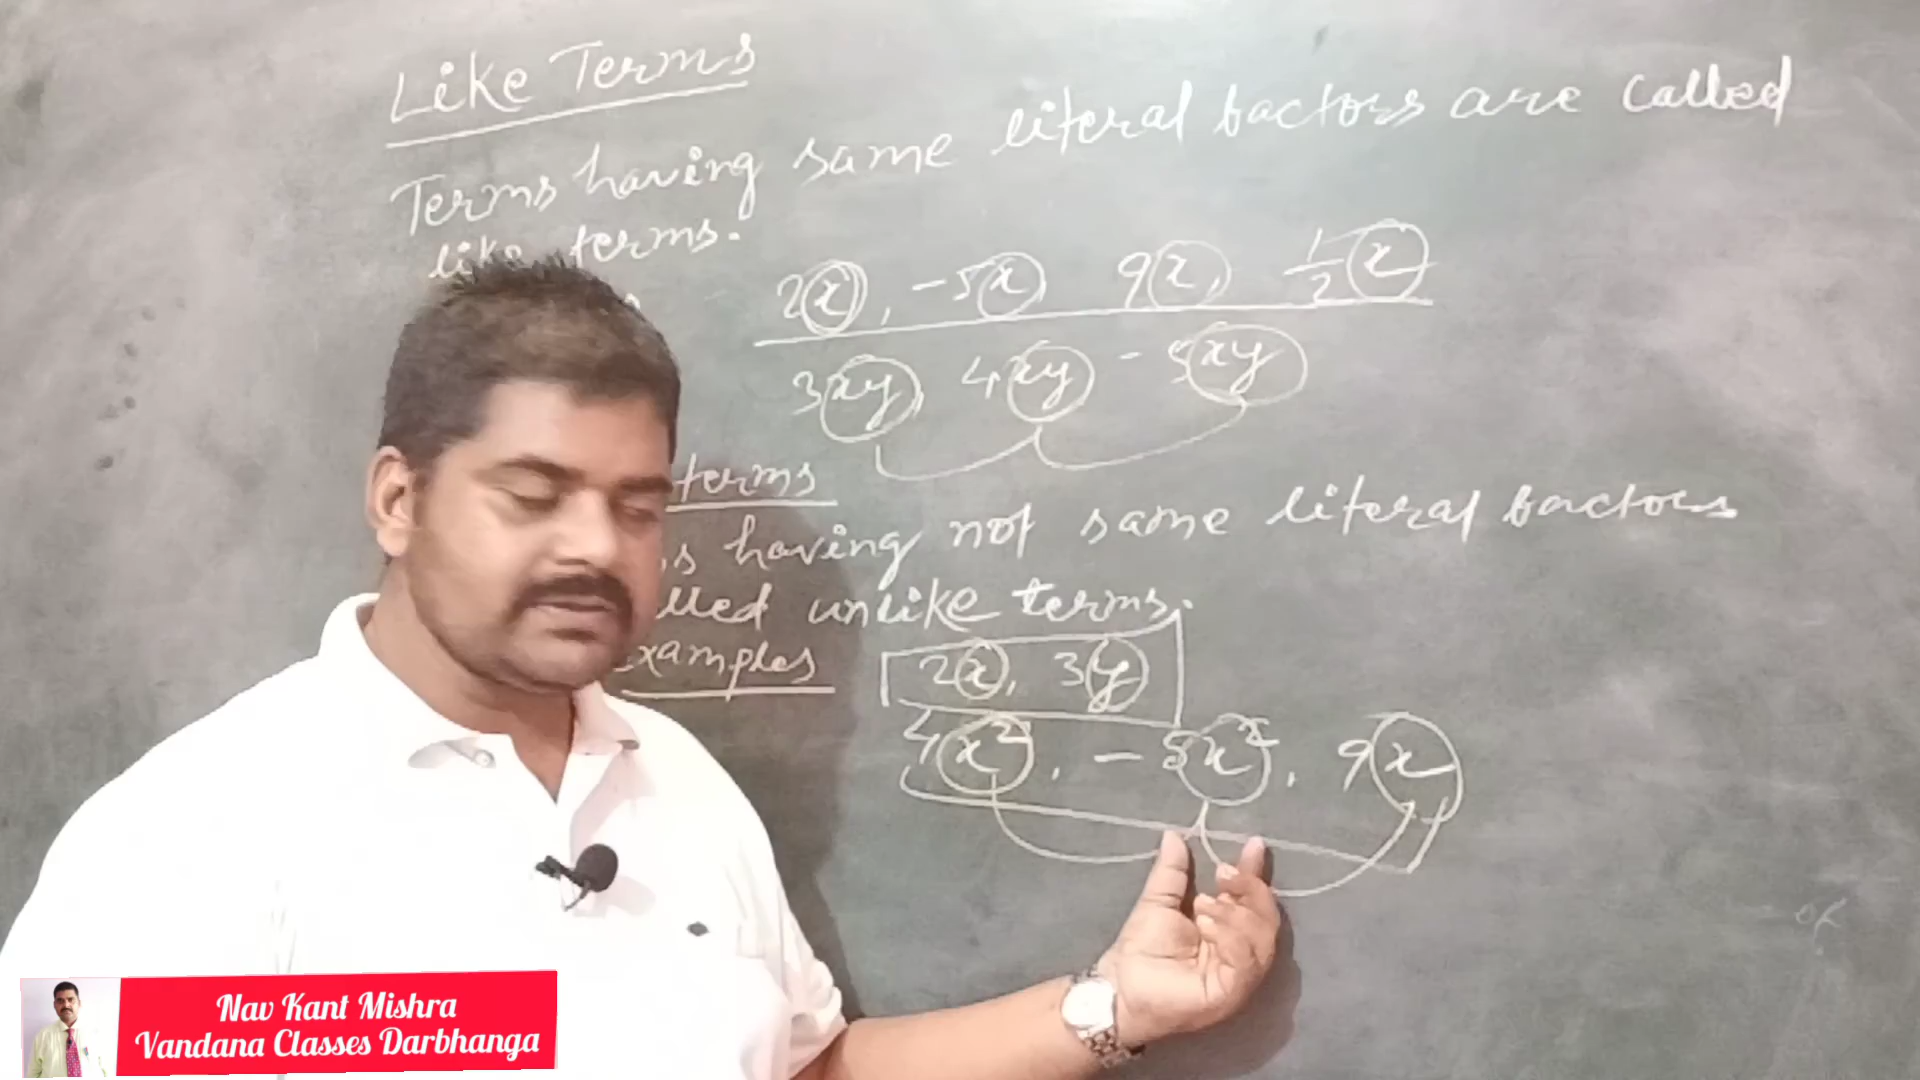 Like Terms
Terms having same literal factors are called
like terms.
2x, -5x, 9x, 1/2 x
3xy, 4xy -5xy
terms
having not same literal factors
unlike terms.
examples
2x, 3y
4x², -5x², 9x
Nav Kant Mishra
Vandana Classes Darbhanga